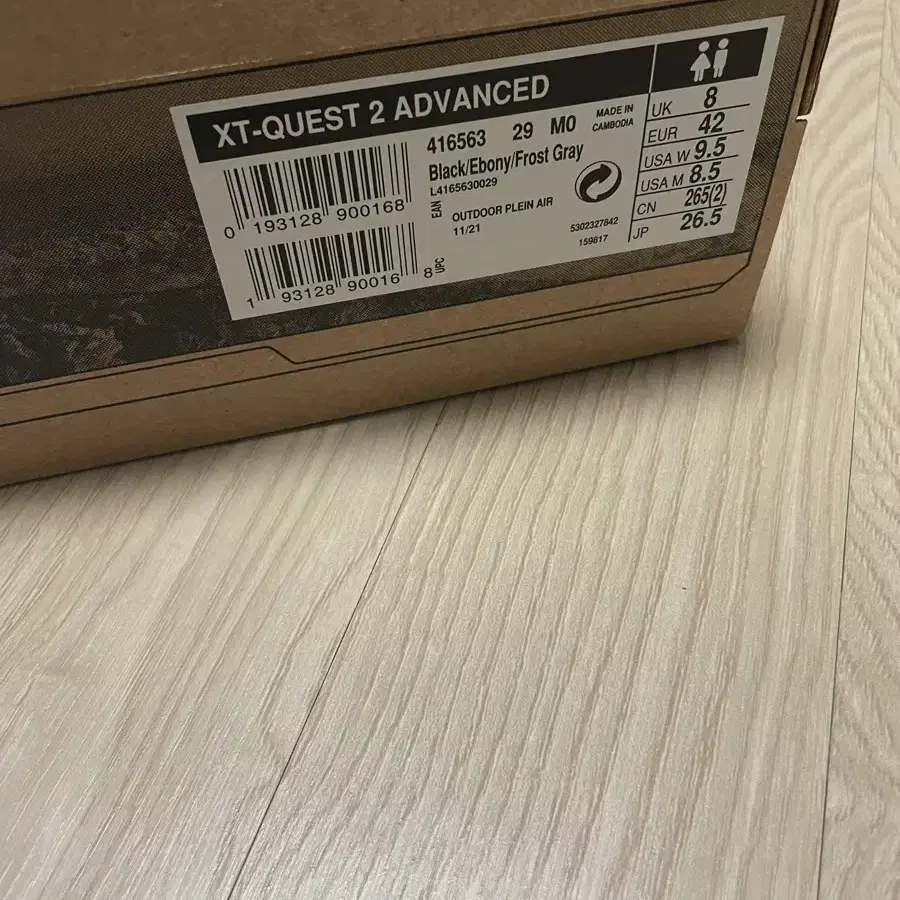 XT-QUEST 2 ADVANCED
416563 29 M0
MADE IN
CAMBODIA
Black/Ebony/Frost Gray
L4165630029
EAN
0 193128 900168
OUTDOOR PLEIN AIR
11/21
5302327842
159817
1 93128 90016 8
UPC
UK 8
EUR 42
USA W 9.5
USA M 8.5
CN 265(2)
JP 26.5